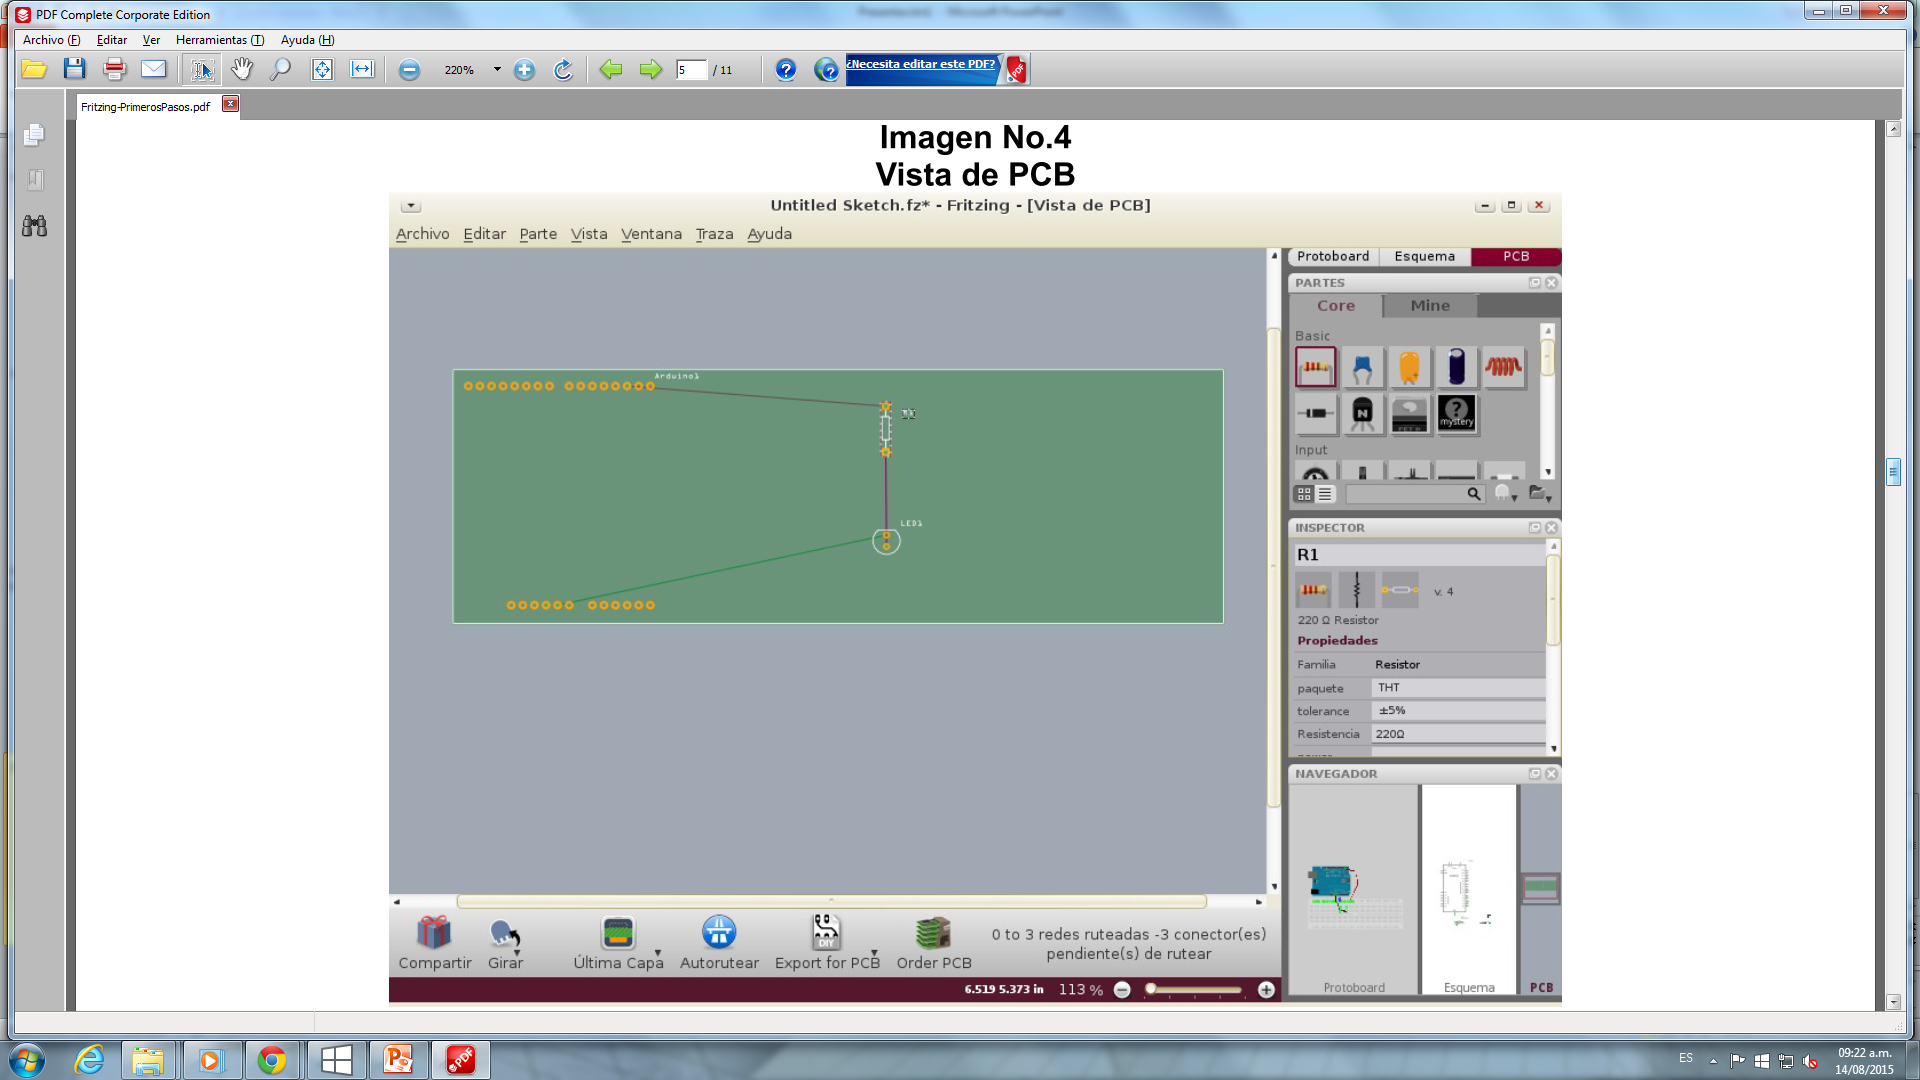 PDF Complete Corporate Edition
Archivo (F) Editar Ver Herramientas (T) Ayuda (H)
220% 5 / 11 ¿Necesita editar este PDF?
Fritzing-PrimerosPasos.pdf
Imagen No.4
Vista de PCB
Untitled Sketch.fz* - Fritzing - [Vista de PCB]
Archivo Editar Parte Vista Ventana Traza Ayuda
Protoboard Esquema PCB
PARTES
Core Mine
Basic
N
mystery
Input
Arduino1
LED1
INSPECTOR
R1
v. 4
220 Ω Resistor
Propiedades
Familia Resistor
paquete THT
tolerance ±5%
Resistencia 220Ω
NAVEGADOR
Protoboard Esquema PCB
DIY
Compartir Girar Última Capa Autorutear Export for PCB Order PCB
0 to 3 redes ruteadas -3 conector(es)
pendiente(s) de rutear
6.519 5.373 in 113 %
ES
09:22 a.m.
14/08/2015